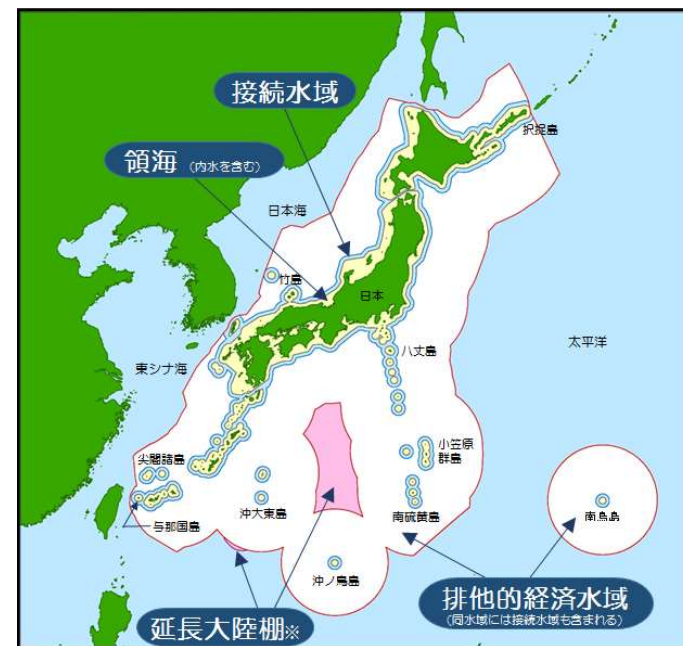 接続水域
択捉島
領海 (内水を含む)
日本海
竹島
日本
八丈島
太平洋
東シナ海
小笠原
群島
尖閣諸島
沖大東島
南硫黄島
南鳥島
与那国島
沖ノ鳥島
排他的経済水域
(同水域には接続水域も含まれる)
延長大陸棚※